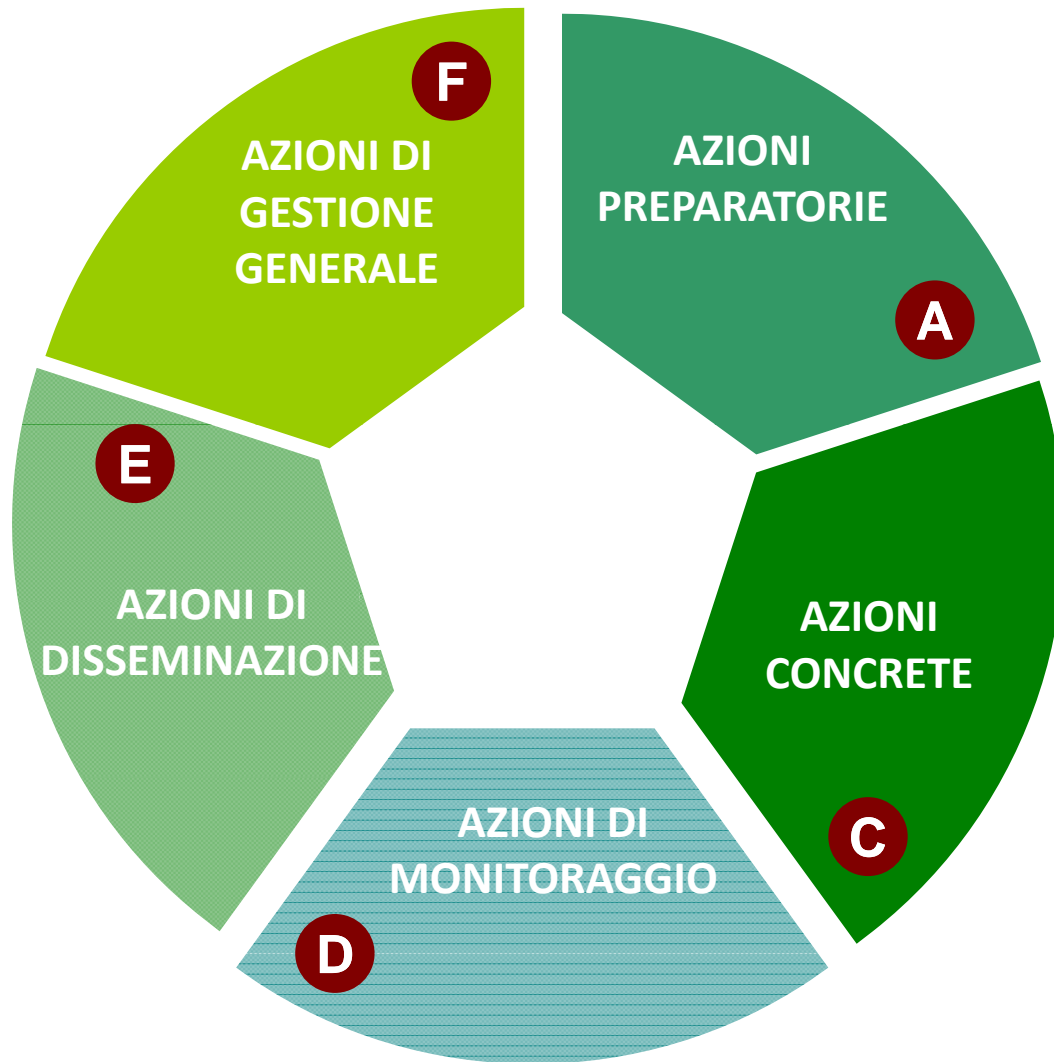 F
AZIONI DI
GESTIONE
GENERALE
AZIONI
PREPARATORIE
A
E
AZIONI DI
DISSEMINAZIONE
AZIONI
CONCRETE
C
AZIONI DI
MONITORAGGIO
D